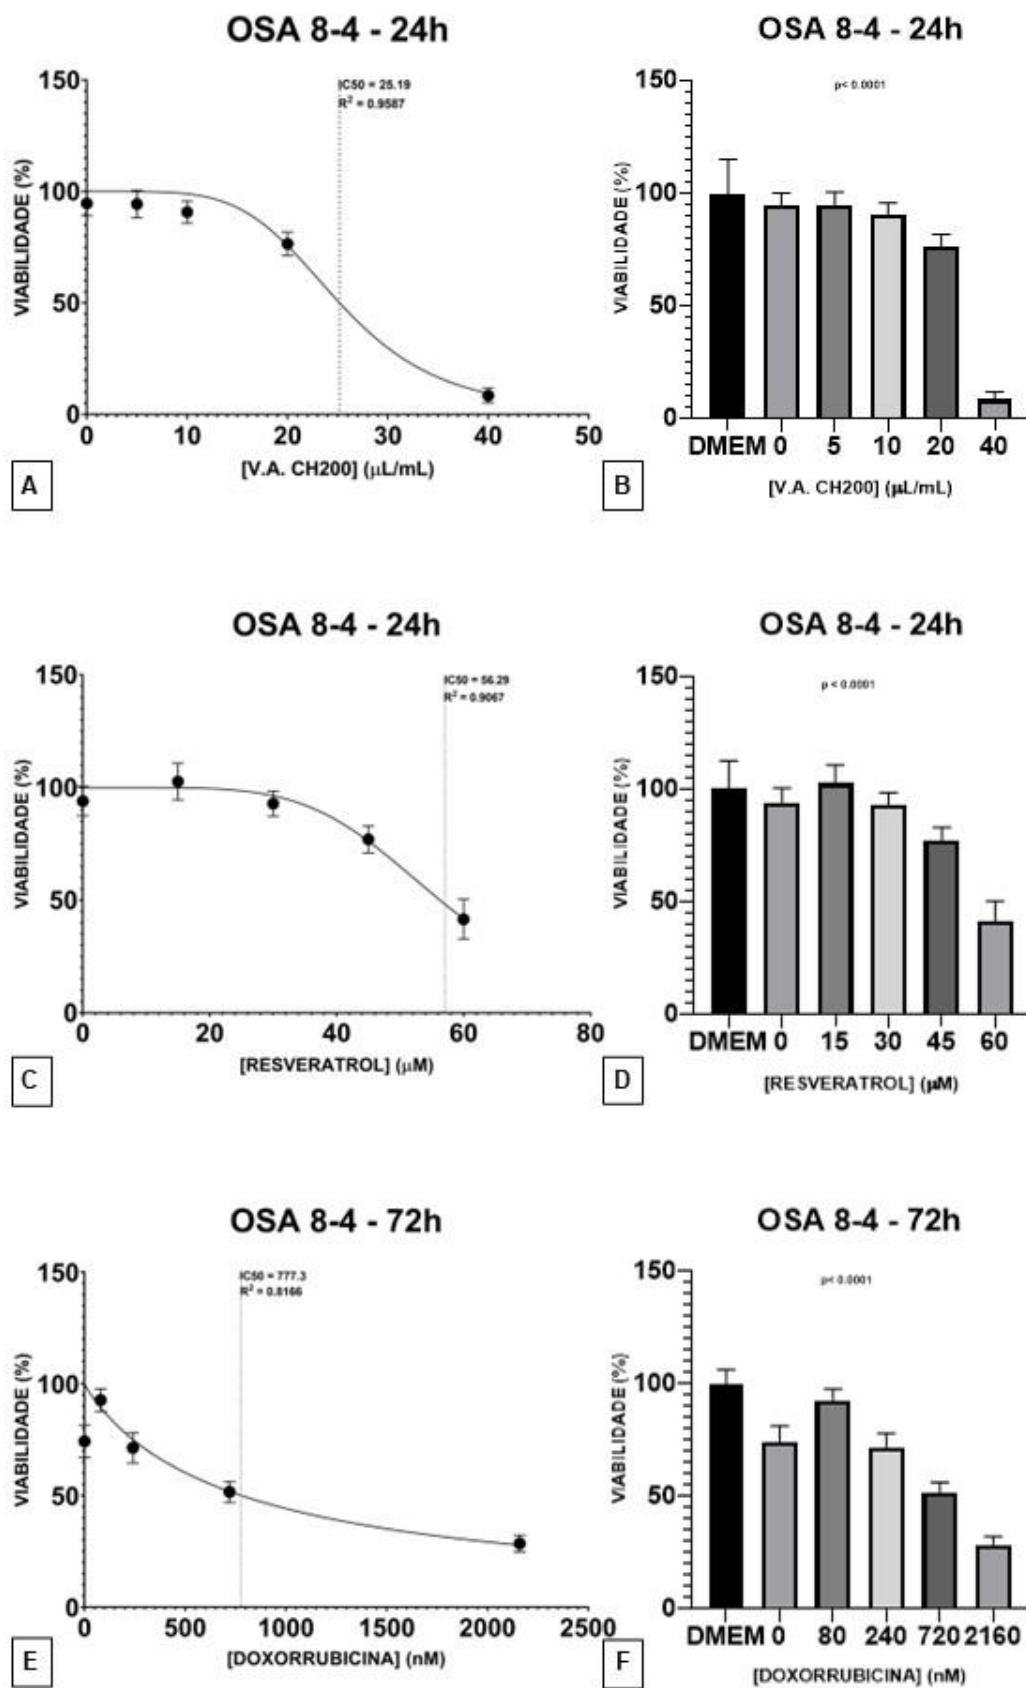 OSA 8-4 - 24h
IC50 = 25.19
R² = 0.9587
VIABILIDADE (%)
150
100
50
0
0 10 20 30 40 50
[V.A. CH200] (µL/mL)
A
OSA 8-4 - 24h
p< 0.0001
VIABILIDADE (%)
150
100
50
0
DMEM 0 5 10 20 40
[V.A. CH200] (µL/mL)
B
OSA 8-4 - 24h
IC50 = 56.29
R² = 0.9067
VIABILIDADE (%)
150
100
50
0
0 20 40 60 80
[RESVERATROL] (µM)
C
OSA 8-4 - 24h
p < 0.0001
VIABILIDADE (%)
150
100
50
0
DMEM 0 15 30 45 60
[RESVERATROL] (µM)
D
OSA 8-4 - 72h
IC50 = 777.3
R² = 0.8166
VIABILIDADE (%)
150
100
50
0
0 500 1000 1500 2000 2500
[DOXORRUBICINA] (nM)
E
OSA 8-4 - 72h
p< 0.0001
VIABILIDADE (%)
150
100
50
0
DMEM 0 80 240 720 2160
[DOXORRUBICINA] (nM)
F